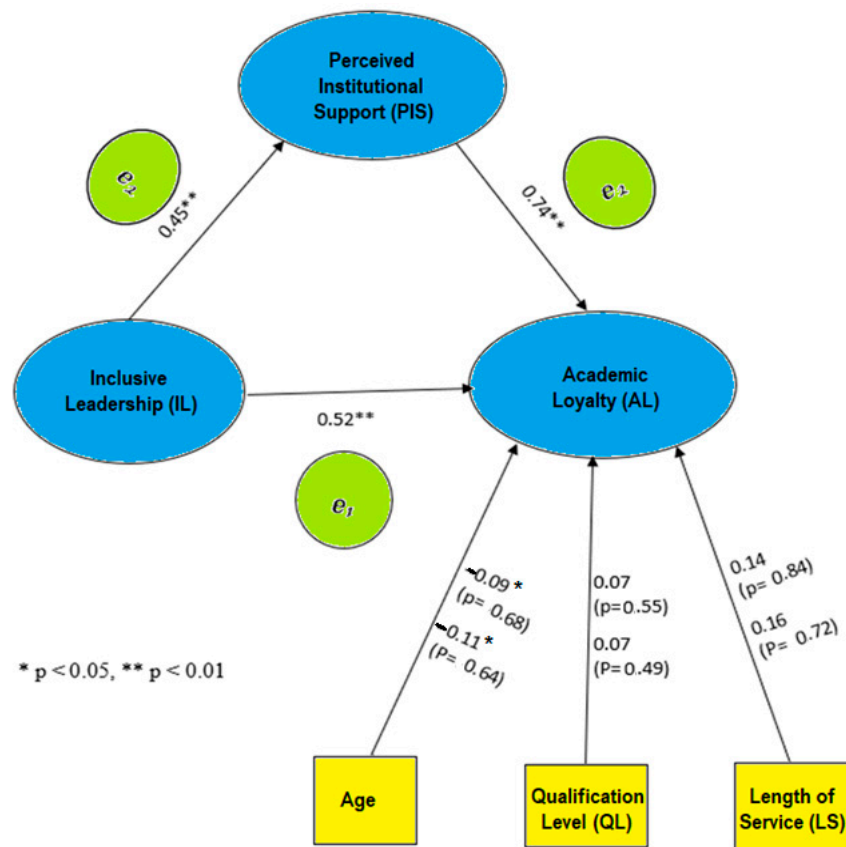 Perceived
Institutional
Support (PIS)
e₂
0.45**
0.74**
e₂
Inclusive
Leadership (IL)
0.52**
Academic
Loyalty (AL)
e₁
-0.09 *
(p= 0.68)
-0.11 *
(P= 0.64)
0.07
(p=0.55)
0.07
(P=0.49)
0.14
(p= 0.84)
0.16
(P= 0.72)
* p < 0.05, ** p < 0.01
Age
Qualification
Level (QL)
Length of
Service (LS)